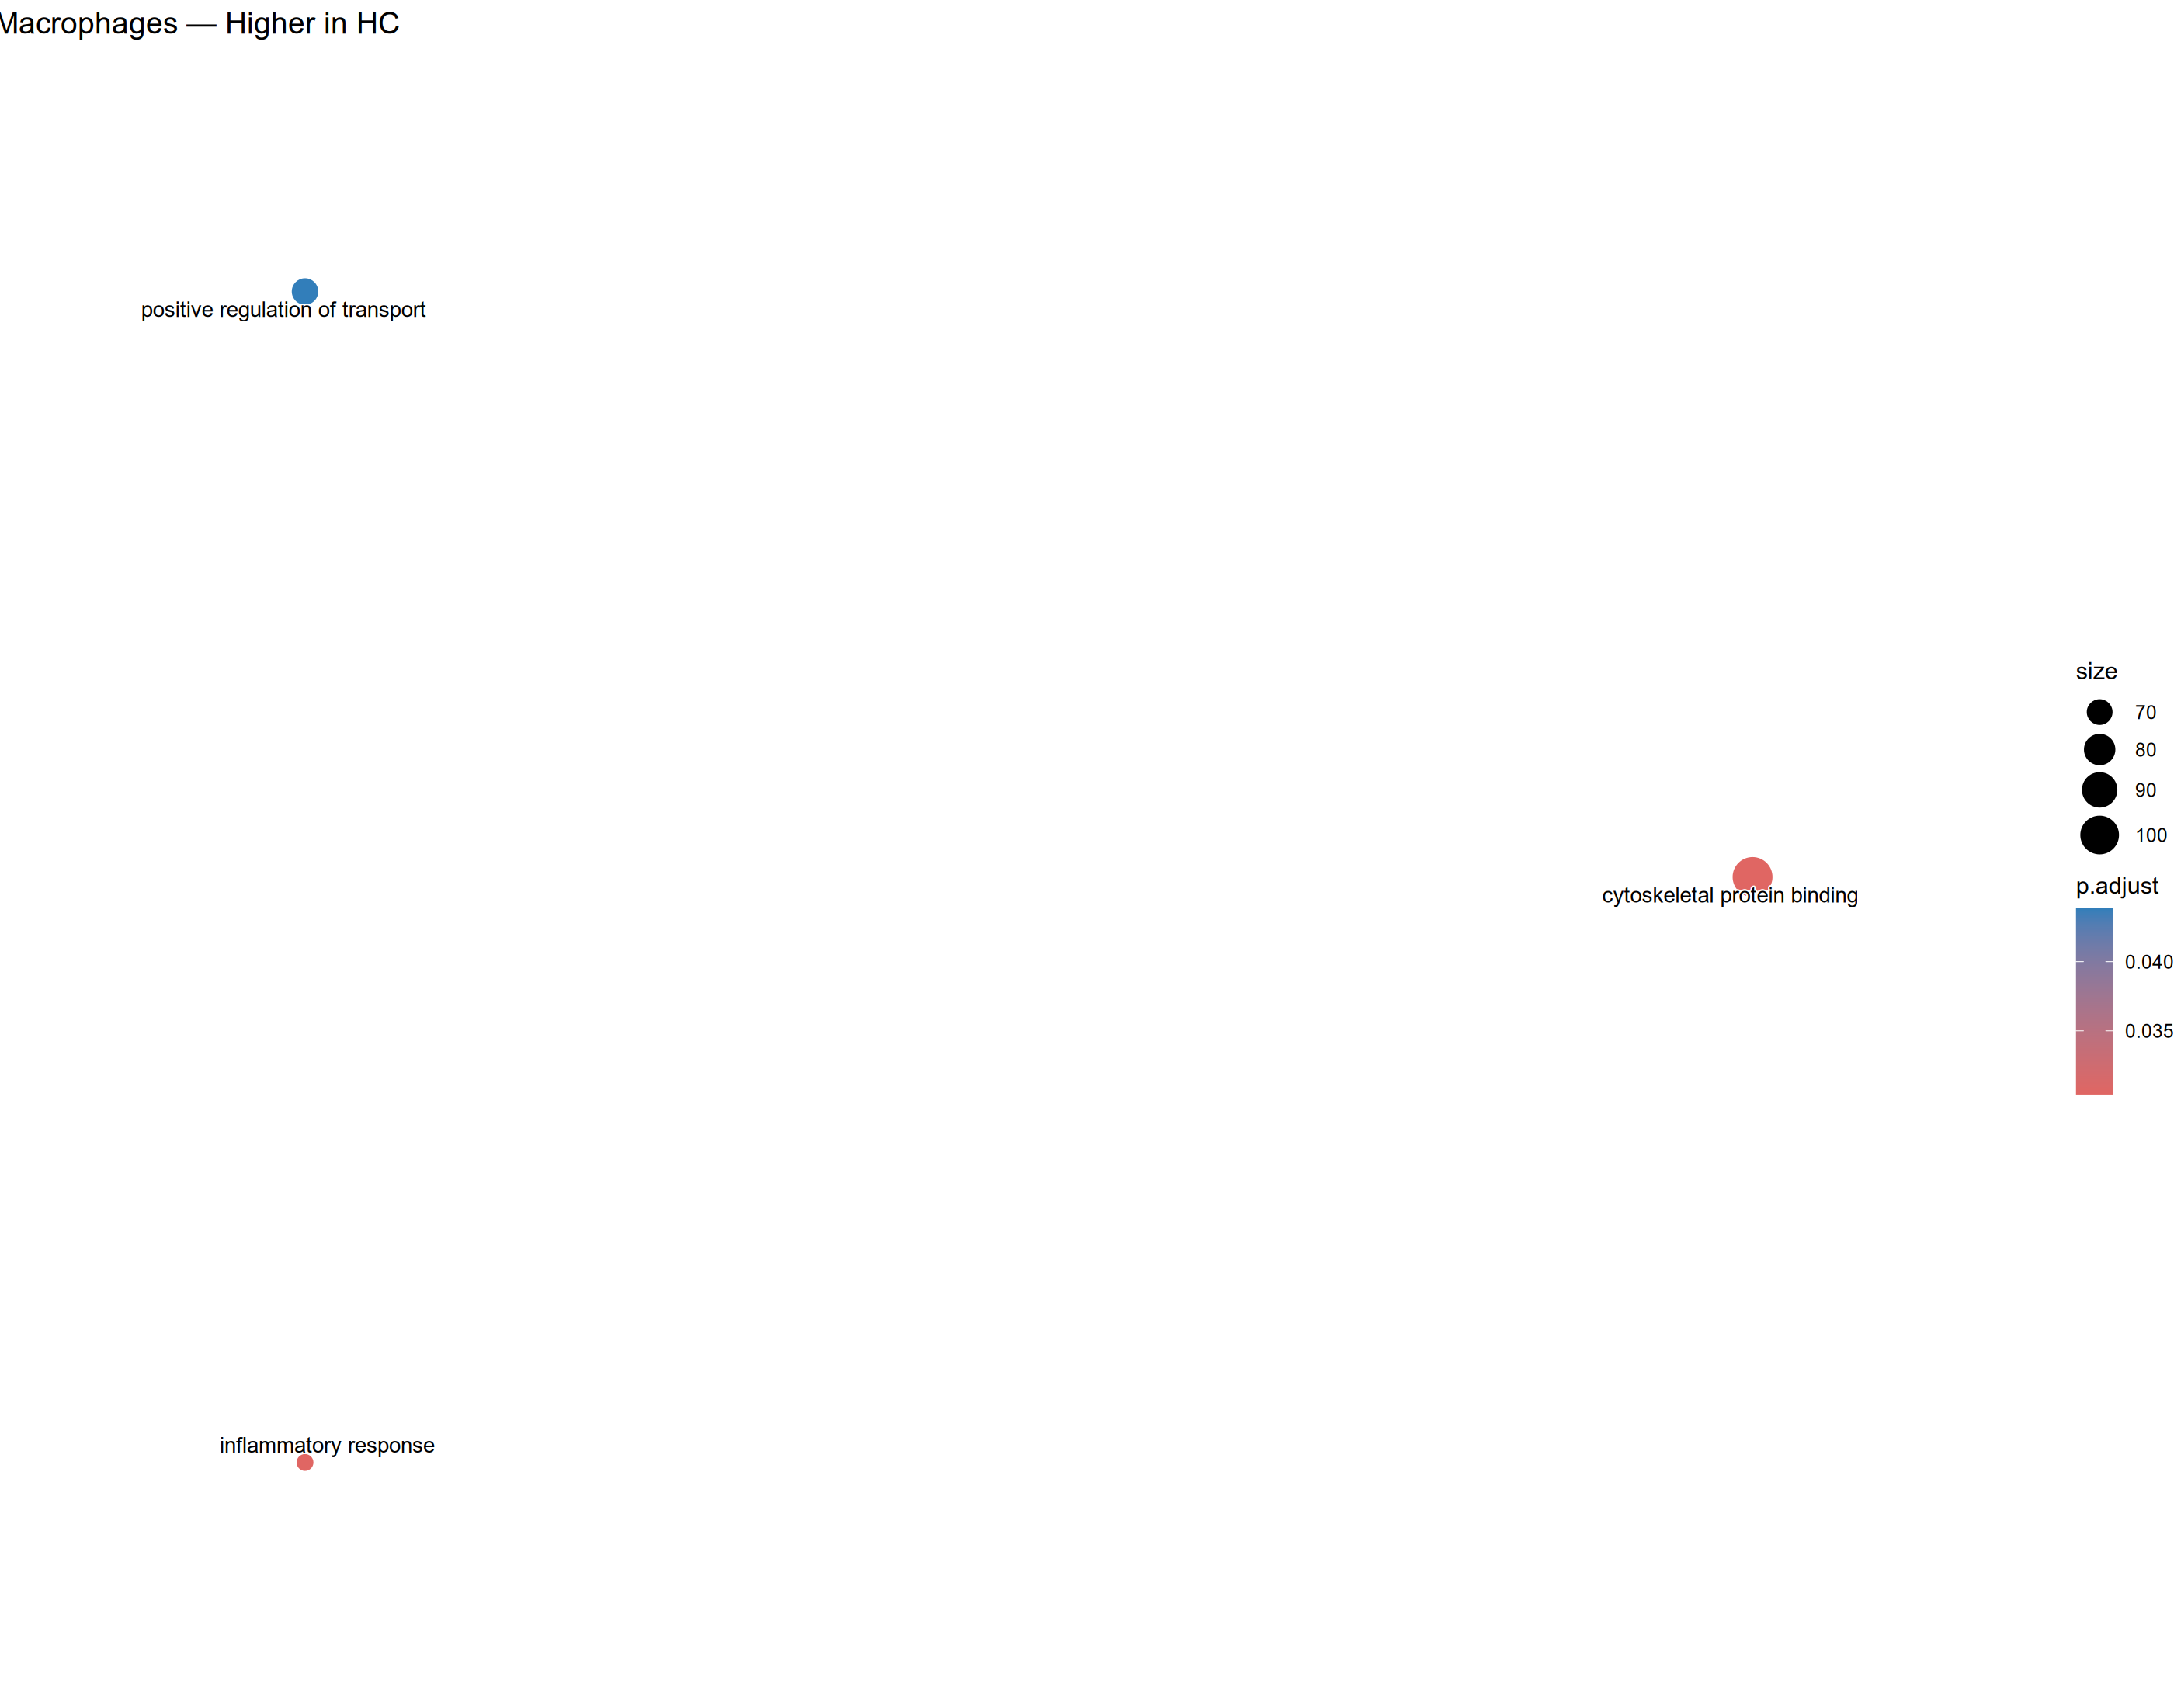 Macrophages — Higher in HC
positive regulation of transport
size
70
80
90
100
cytoskeletal protein binding
p.adjust
0.040
0.035
inflammatory response